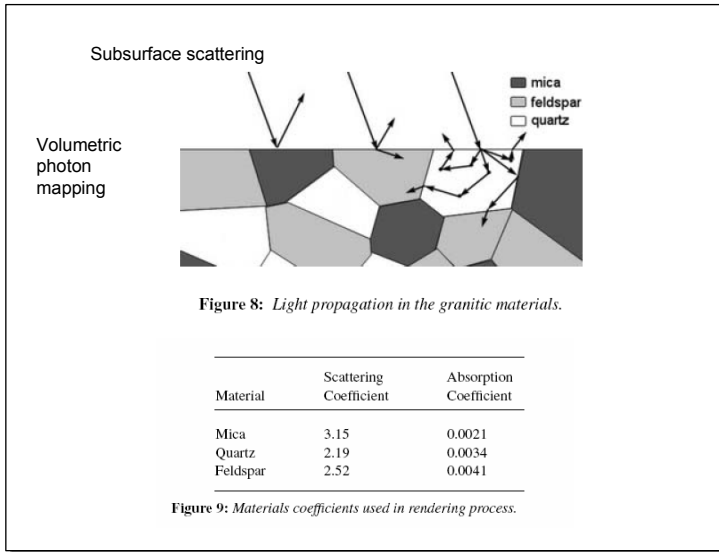 Subsurface scattering
mica
feldspar
quartz
Volumetric
photon
mapping
Figure 8: Light propagation in the granitic materials.
Scattering Absorption
Material Coefficient Coefficient
Mica 3.15 0.0021
Quartz 2.19 0.0034
Feldspar 2.52 0.0041
Figure 9: Materials coefficients used in rendering process.